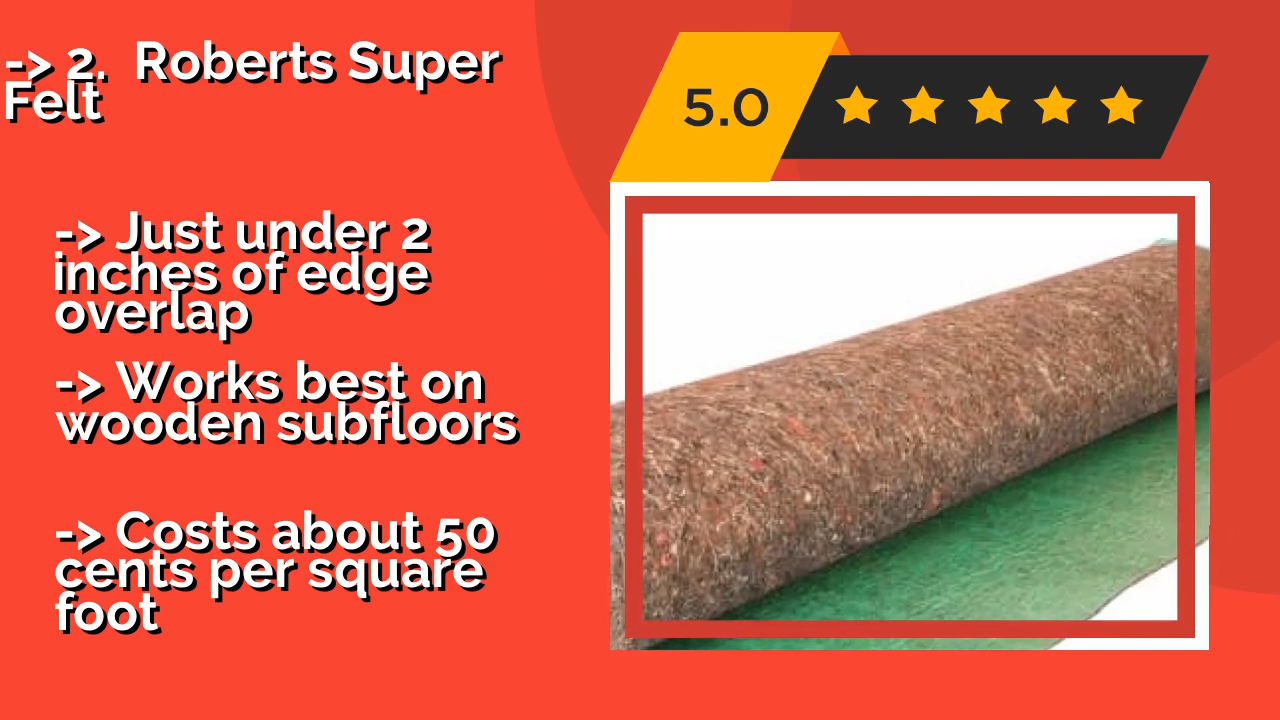 -> 2.  Roberts Super
Felt
5.0
-> Just under 2
inches of edge
overlap
-> Works best on
wooden subfloors
-> Costs about 50
cents per square
foot